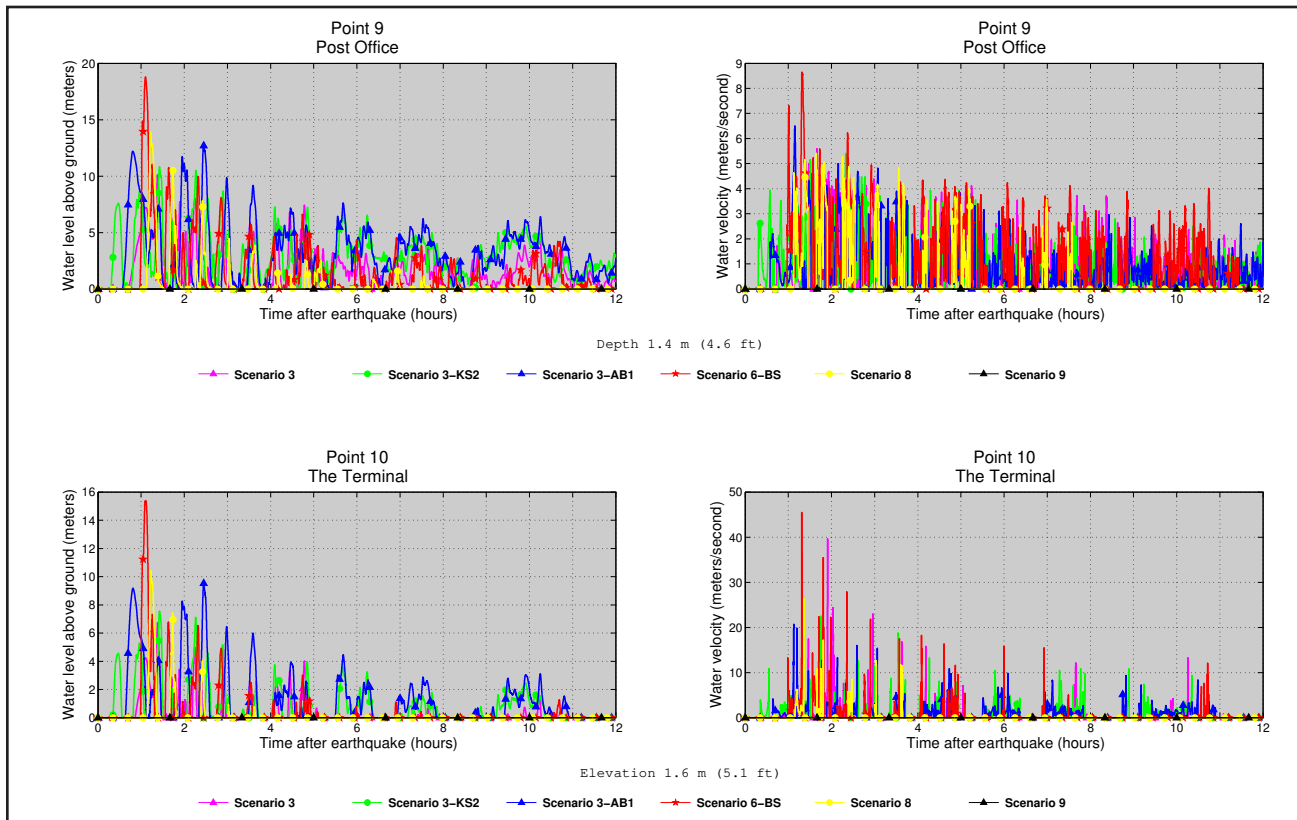 Point 9
Post Office
Water level above ground (meters)
20
15
10
5
0
0 2 4 6 8 10 12
Time after earthquake (hours)
Point 9
Post Office
Water velocity (meters/second)
9
8
7
6
5
4
3
2
1
0
0 2 4 6 8 10 12
Time after earthquake (hours)
Depth 1.4 m (4.6 ft)
Scenario 3 Scenario 3−KS2 Scenario 3−AB1 Scenario 6−BS Scenario 8 Scenario 9
Point 10
The Terminal
Water level above ground (meters)
16
14
12
10
8
6
4
2
0
0 2 4 6 8 10 12
Time after earthquake (hours)
Point 10
The Terminal
Water velocity (meters/second)
50
40
30
20
10
0
0 2 4 6 8 10 12
Time after earthquake (hours)
Elevation 1.6 m (5.1 ft)
Scenario 3 Scenario 3−KS2 Scenario 3−AB1 Scenario 6−BS Scenario 8 Scenario 9